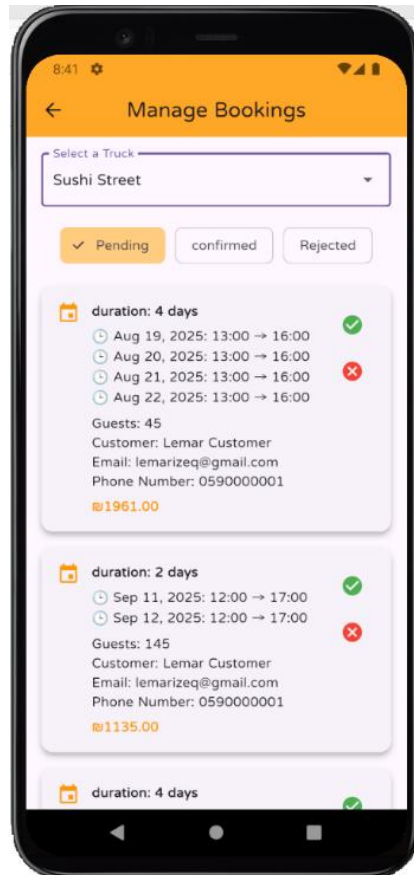 8:41
Manage Bookings
Select a Truck
Sushi Street
Pending
confirmed
Rejected
duration: 4 days
Aug 19, 2025: 13:00 → 16:00
Aug 20, 2025: 13:00 → 16:00
Aug 21, 2025: 13:00 → 16:00
Aug 22, 2025: 13:00 → 16:00
Guests: 45
Customer: Lemar Customer
Email: lemarizeq@gmail.com
Phone Number: 0590000001
₪1961.00
duration: 2 days
Sep 11, 2025: 12:00 → 17:00
Sep 12, 2025: 12:00 → 17:00
Guests: 145
Customer: Lemar Customer
Email: lemarizeq@gmail.com
Phone Number: 0590000001
₪1135.00
duration: 4 days